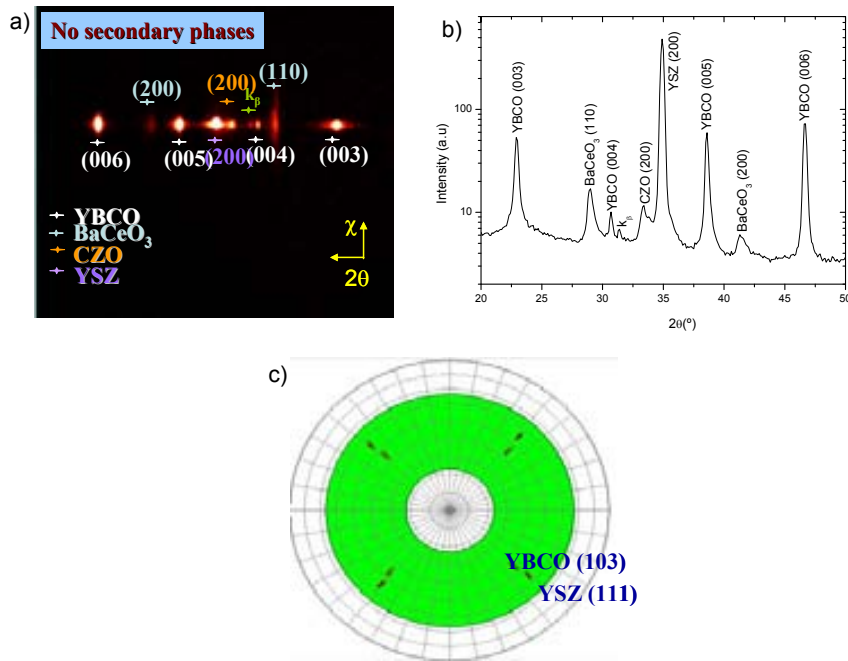 a)
No secondary phases
(200)
(200)
k β
(110)
(006)
(005)
(200)
(004)
(003)
YBCO
BaCeO₃
CZO
YSZ
χ
2θ
b)
Intensity (a.u)
100
10
YBCO (003)
BaCeO₃ (110)
YBCO (004)
kβ
CZO (200)
YSZ (200)
YBCO (005)
BaCeO₃ (200)
YBCO (006)
20 25 30 35 40 45 50
2θ(º)
c)
YBCO (103)
YSZ (111)